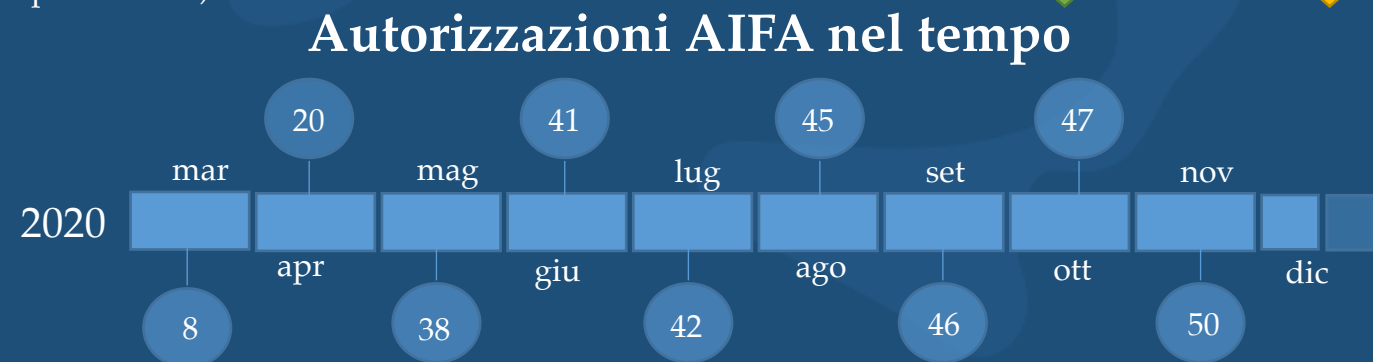 Autorizzazioni AIFA nel tempo
20 41 45 47
mar mag lug set nov
2020
apr giu ago ott dic
8 38 42 46 50